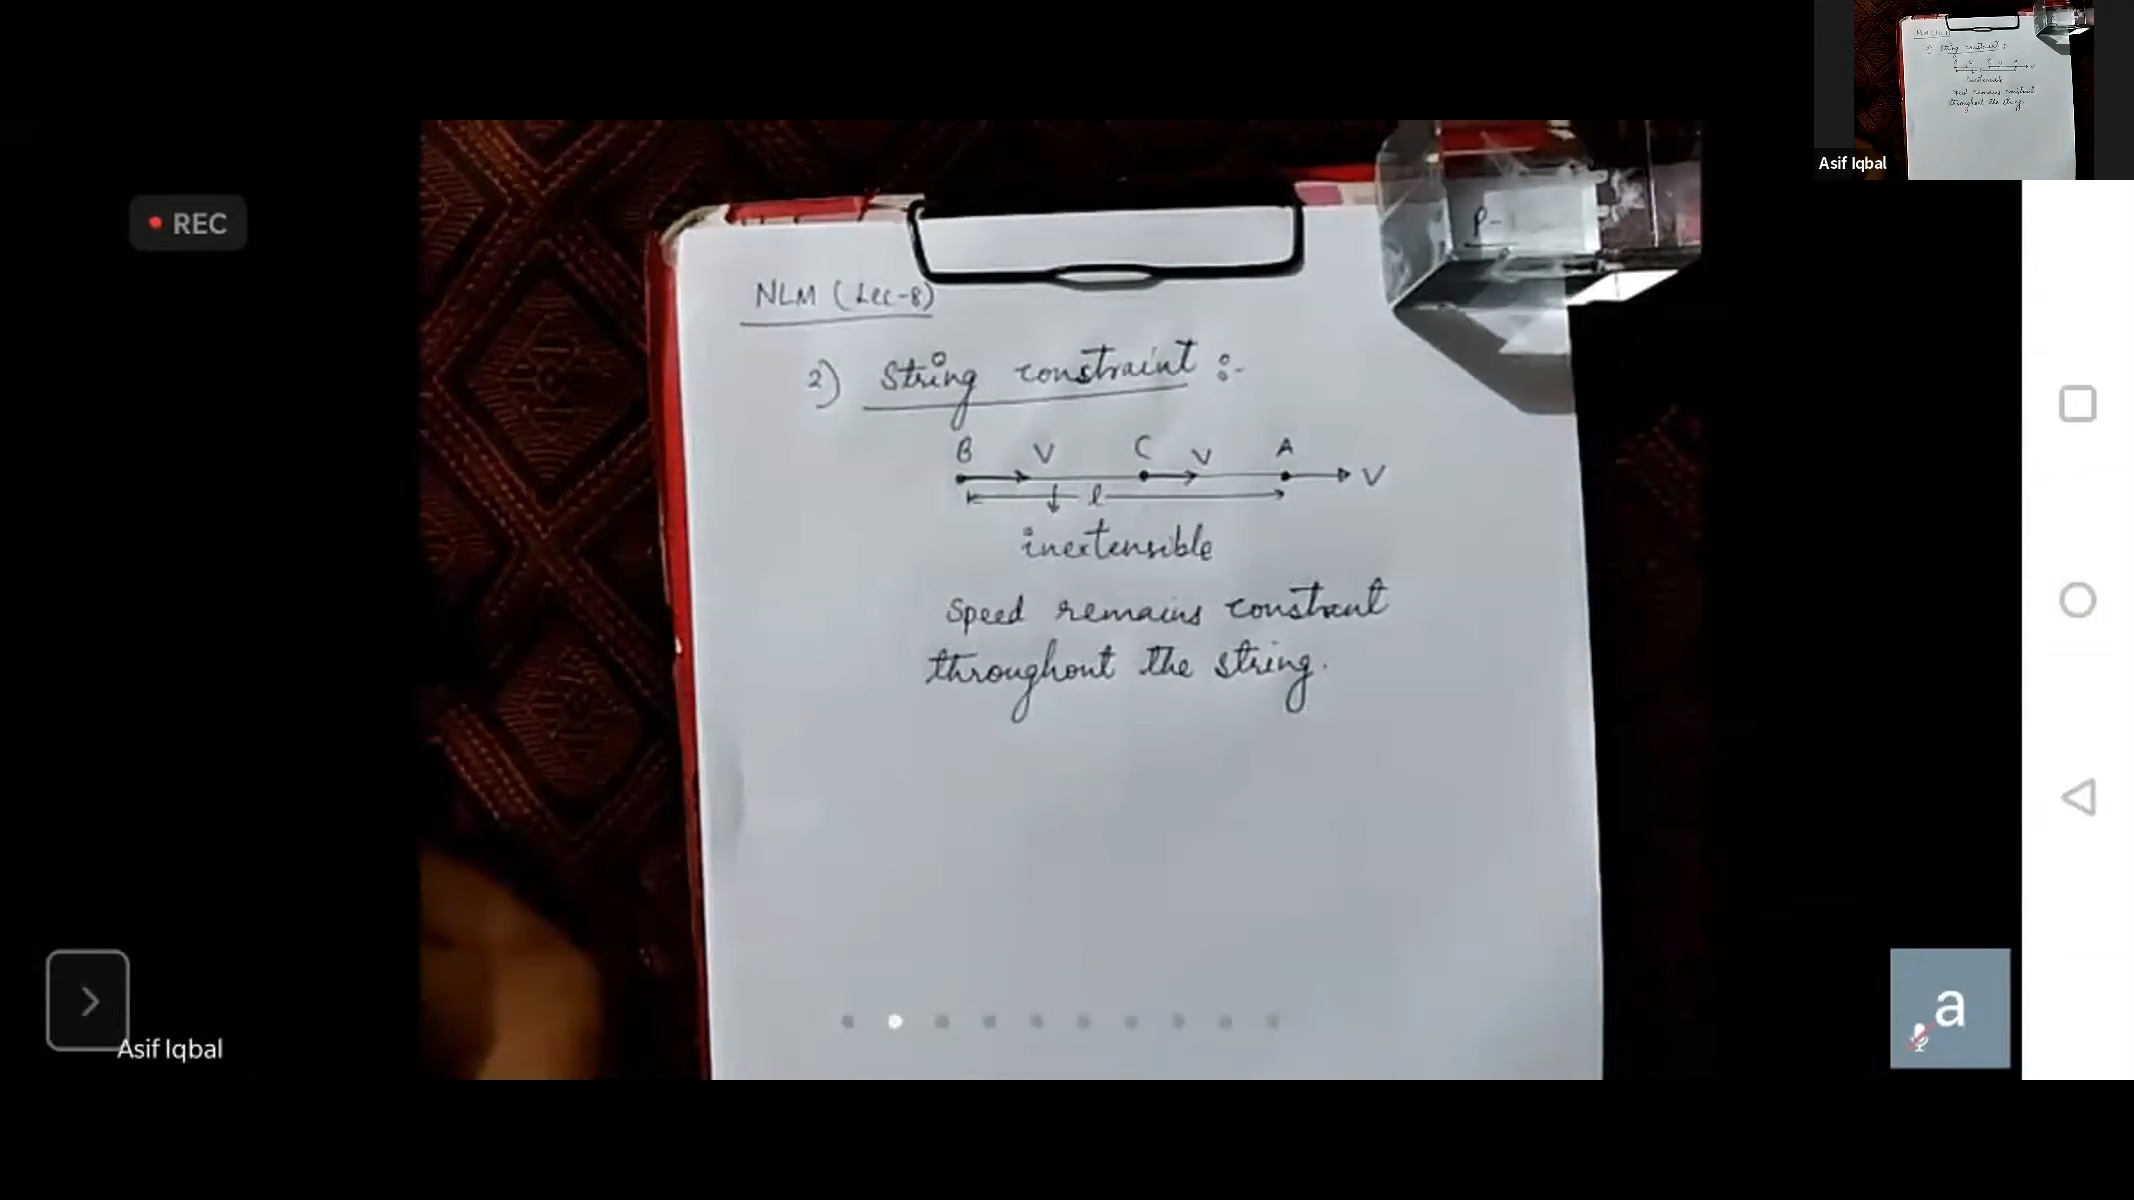 Asif Iqbal
REC
P-
NLM (Lec-8)
2) String constraint :-
B V C V A V
l
inextensible
Speed remains constant
throughout the string.
a
Asif Iqbal